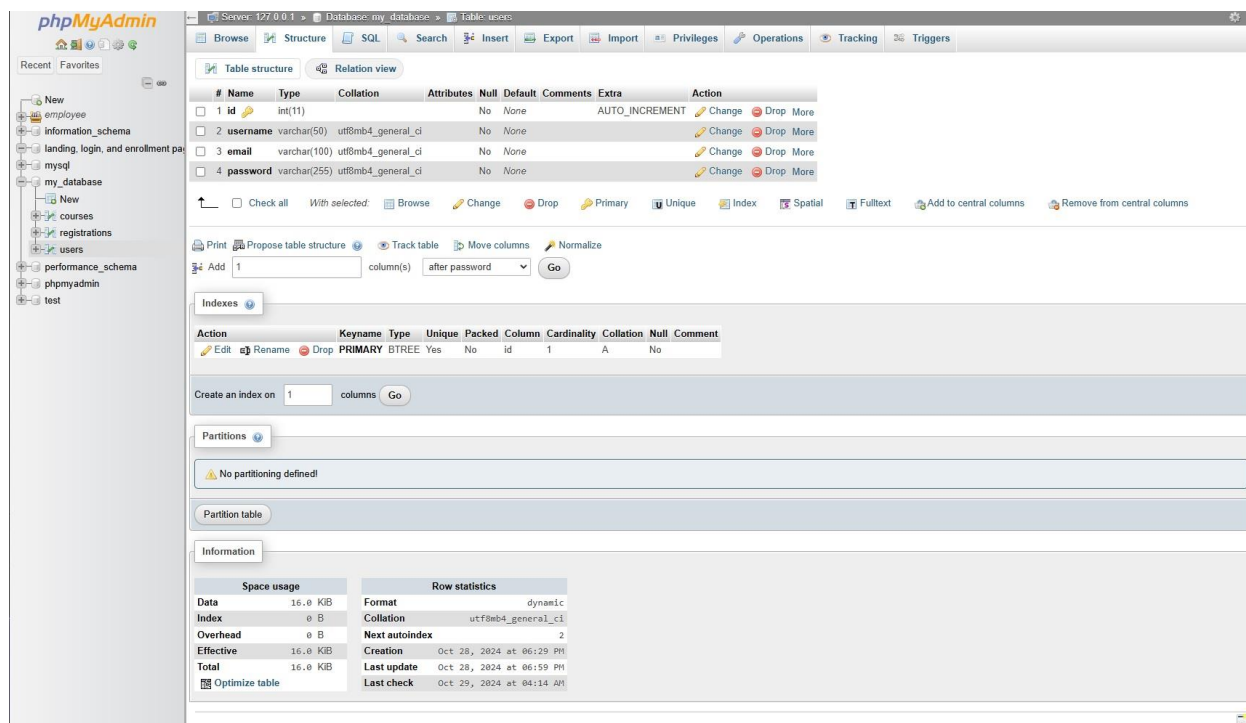 phpMyAdmin
Recent Favorites
New
employee
information_schema
landing, login, and enrollment pa
mysql
my_database
New
courses
registrations
users
performance_schema
phpmyadmin
test
Server: 127.0.0.1 » Database: my_database » Table: users
Browse Structure SQL Search Insert Export Import Privileges Operations Tracking Triggers
Table structure Relation view
# Name Type Collation Attributes Null Default Comments Extra Action
1 id int(11) No None AUTO_INCREMENT Change Drop More
2 username varchar(50) utf8mb4_general_ci No None Change Drop More
3 email varchar(100) utf8mb4_general_ci No None Change Drop More
4 password varchar(255) utf8mb4_general_ci No None Change Drop More
Check all With selected: Browse Change Drop Primary Unique Index Spatial Fulltext Add to central columns Remove from central columns
Print Propose table structure Track table Move columns Normalize
Add 1 column(s) after password Go
Indexes
Action Keyname Type Unique Packed Column Cardinality Collation Null Comment
Edit Rename Drop PRIMARY BTREE Yes No id 1 A No
Create an index on 1 columns Go
Partitions
No partitioning defined!
Partition table
Information
Space usage
Data 16.0 KiB
Index 0 B
Overhead 0 B
Effective 16.0 KiB
Total 16.0 KiB
Optimize table
Row statistics
Format dynamic
Collation utf8mb4_general_ci
Next autoindex 2
Creation Oct 28, 2024 at 06:29 PM
Last update Oct 28, 2024 at 06:59 PM
Last check Oct 29, 2024 at 04:14 AM